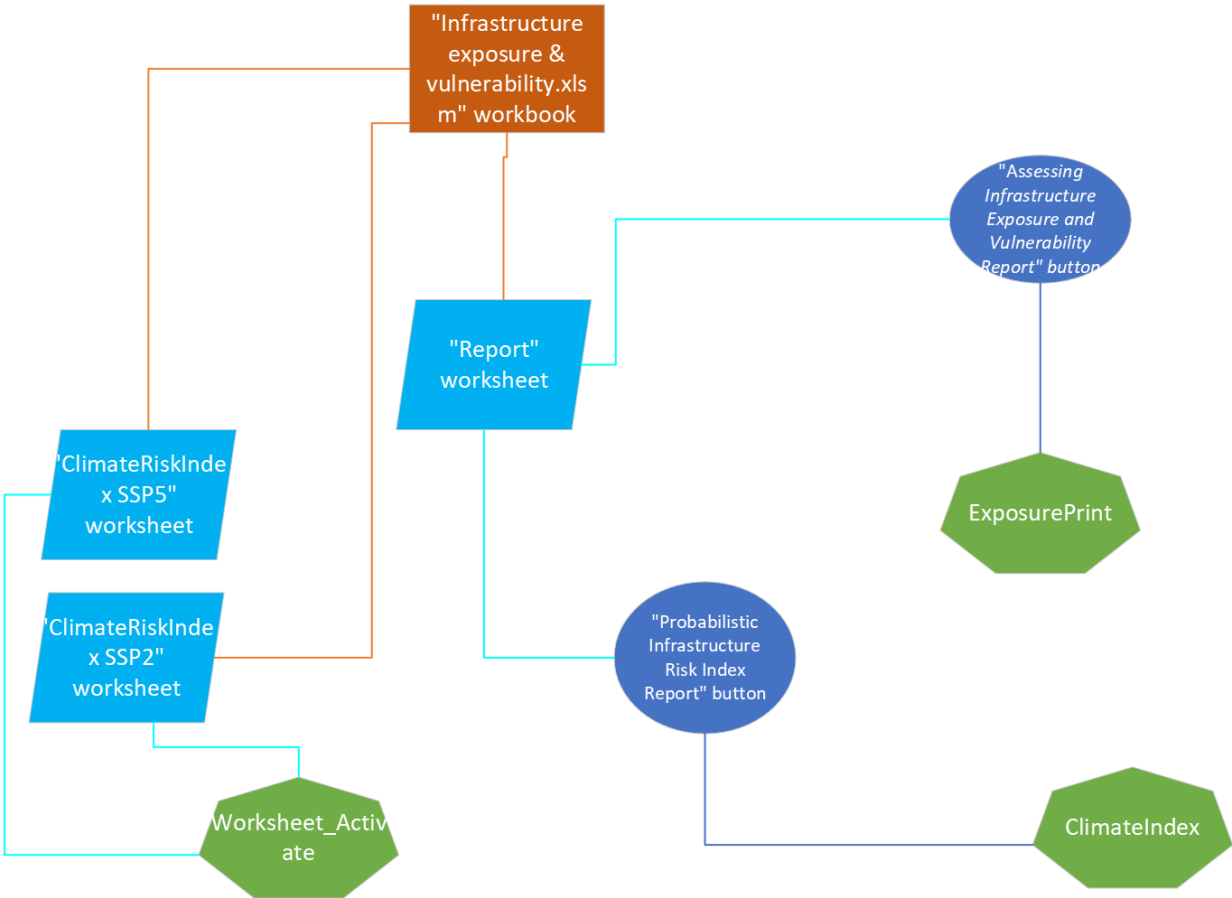 "Infrastructure
exposure &
vulnerability.xls
m" workbook
"Assessing
Infrastructure
Exposure and
Vulnerability
Report" button
"Report"
worksheet
"ClimateRiskInde
x SSP5"
worksheet
ExposurePrint
"ClimateRiskInde
x SSP2"
worksheet
"Probabilistic
Infrastructure
Risk Index
Report" button
Worksheet_Activ
ate
ClimateIndex